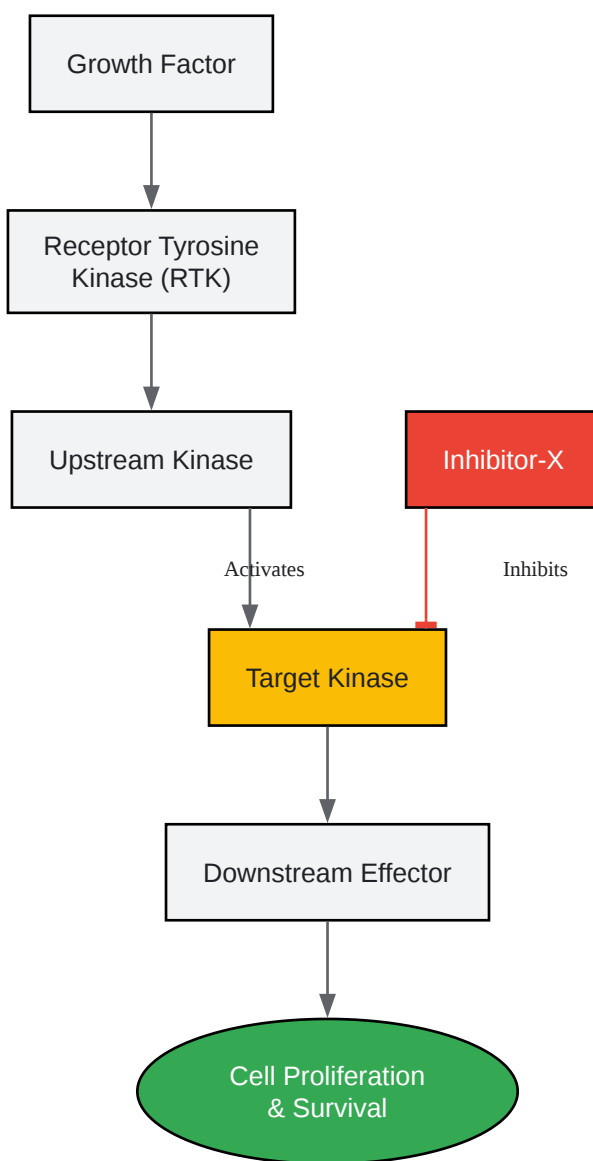 Growth Factor
Receptor Tyrosine
Kinase (RTK)
Upstream Kinase
Inhibitor-X
Activates
Inhibits
Target Kinase
Downstream Effector
Cell Proliferation
& Survival